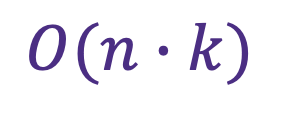 O(n · k)